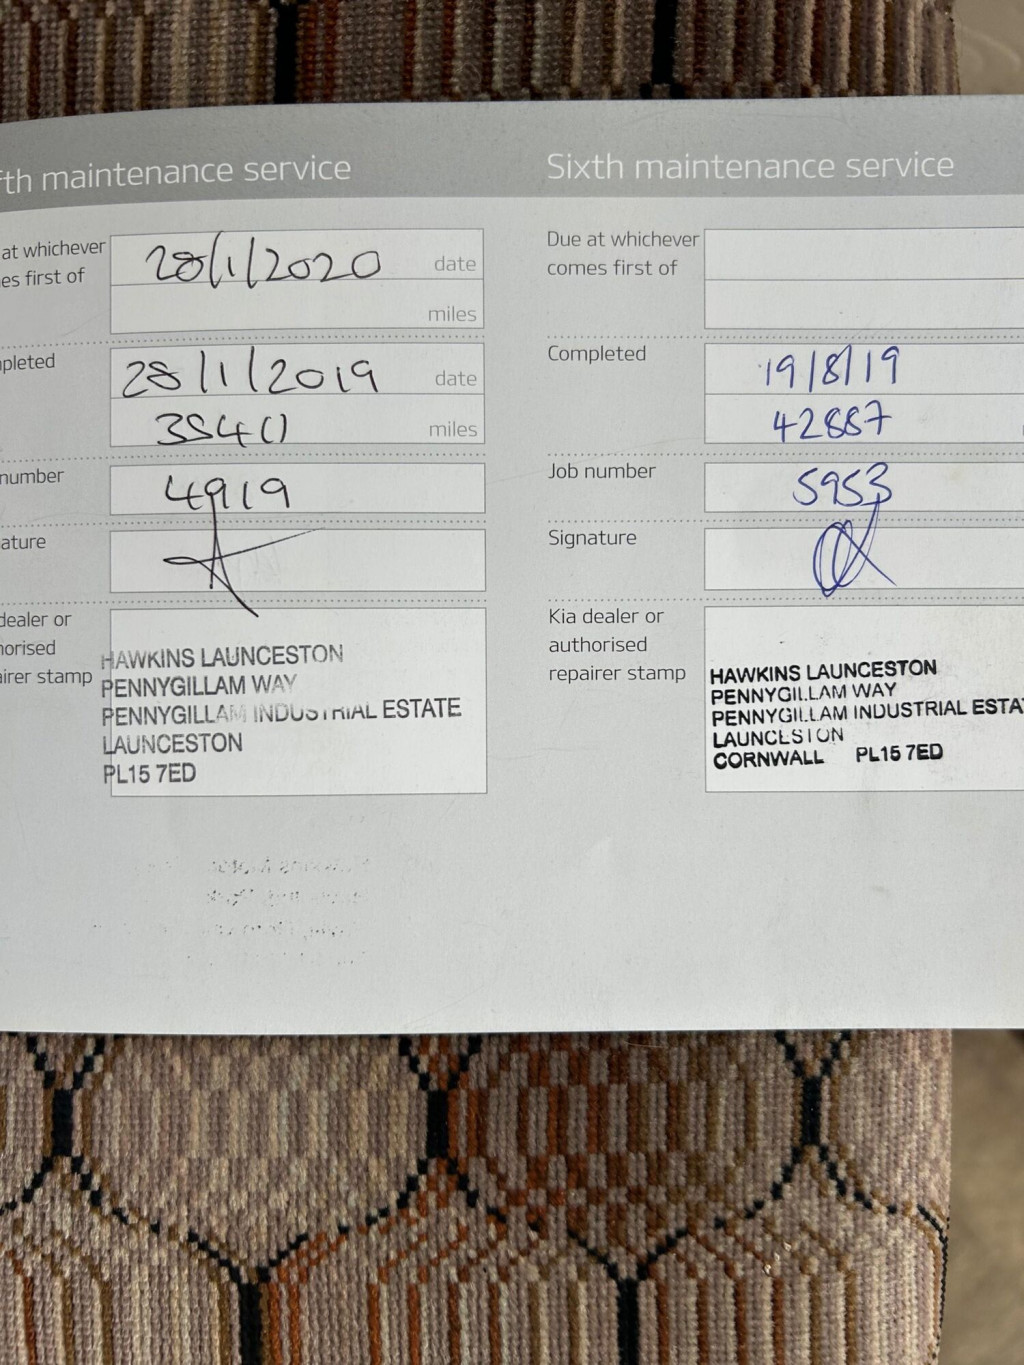 fth maintenance service
at whichever
es first of
28/1/2020 date
miles
pleted
28/1/2019 date
miles
number
4919
ature
dealer or
horised
irer stamp
HAWKINS LAUNCESTON
PENNYGILLAM WAY
PENNYGILLAM INDUSTRIAL ESTATE
LAUNCESTON
PL15 7ED
Sixth maintenance service
Due at whichever
comes first of
Completed
19/8/19
42887
Job number
5953
Signature
Kia dealer or
authorised
repairer stamp
HAWKINS LAUNCESTON
PENNYGILLAM WAY
PENNYGILLAM INDUSTRIAL ESTA
LAUNCESTON
CORNWALL PL15 7ED